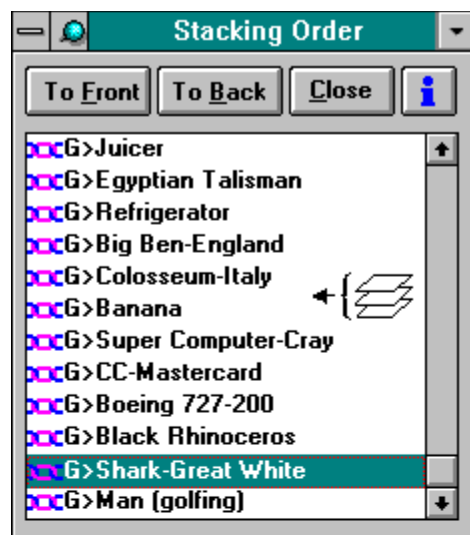 Stacking Order
To Front To Back Close i
G>Juicer
G>Egyptian Talisman
G>Refrigerator
G>Big Ben-England
G>Colosseum-Italy
G>Banana
G>Super Computer-Cray
G>CC-Mastercard
G>Boeing 727-200
G>Black Rhinoceros
G>Shark-Great White
G>Man (golfing)